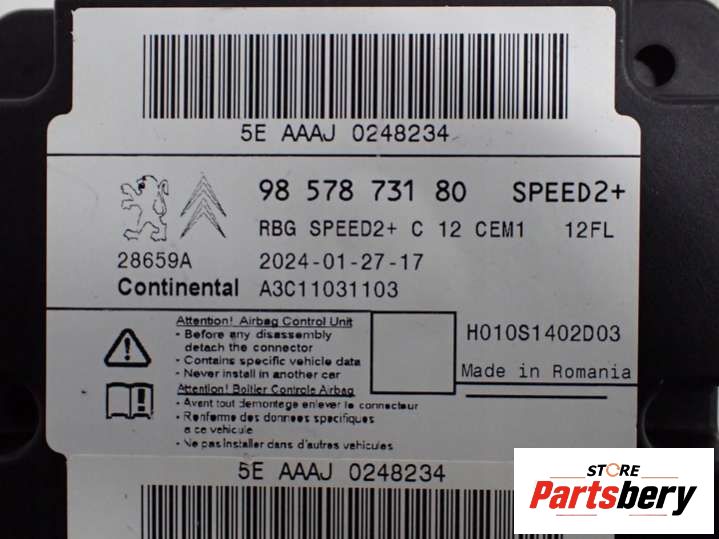 5E AAAJ 0248234
98 578 731 80 SPEED2+
RBG SPEED2+ C 12 CEM1 12FL
28659A 2024-01-27-17
Continental A3C11031103
Attention! Airbag Control Unit
- Before any disassembly
detach the connector
- Contains specific vehicle data
- Never install in another car
Attention! Boitier Controle Airbag
- Avant tout demontage enlever le connecteur
- Renferme des donnees specifiques
a ce vehicule
- Ne pas installer dans d'autres vehicules
H010S1402D03
Made in Romania
5E AAAJ 0248234
STORE
Partsbery